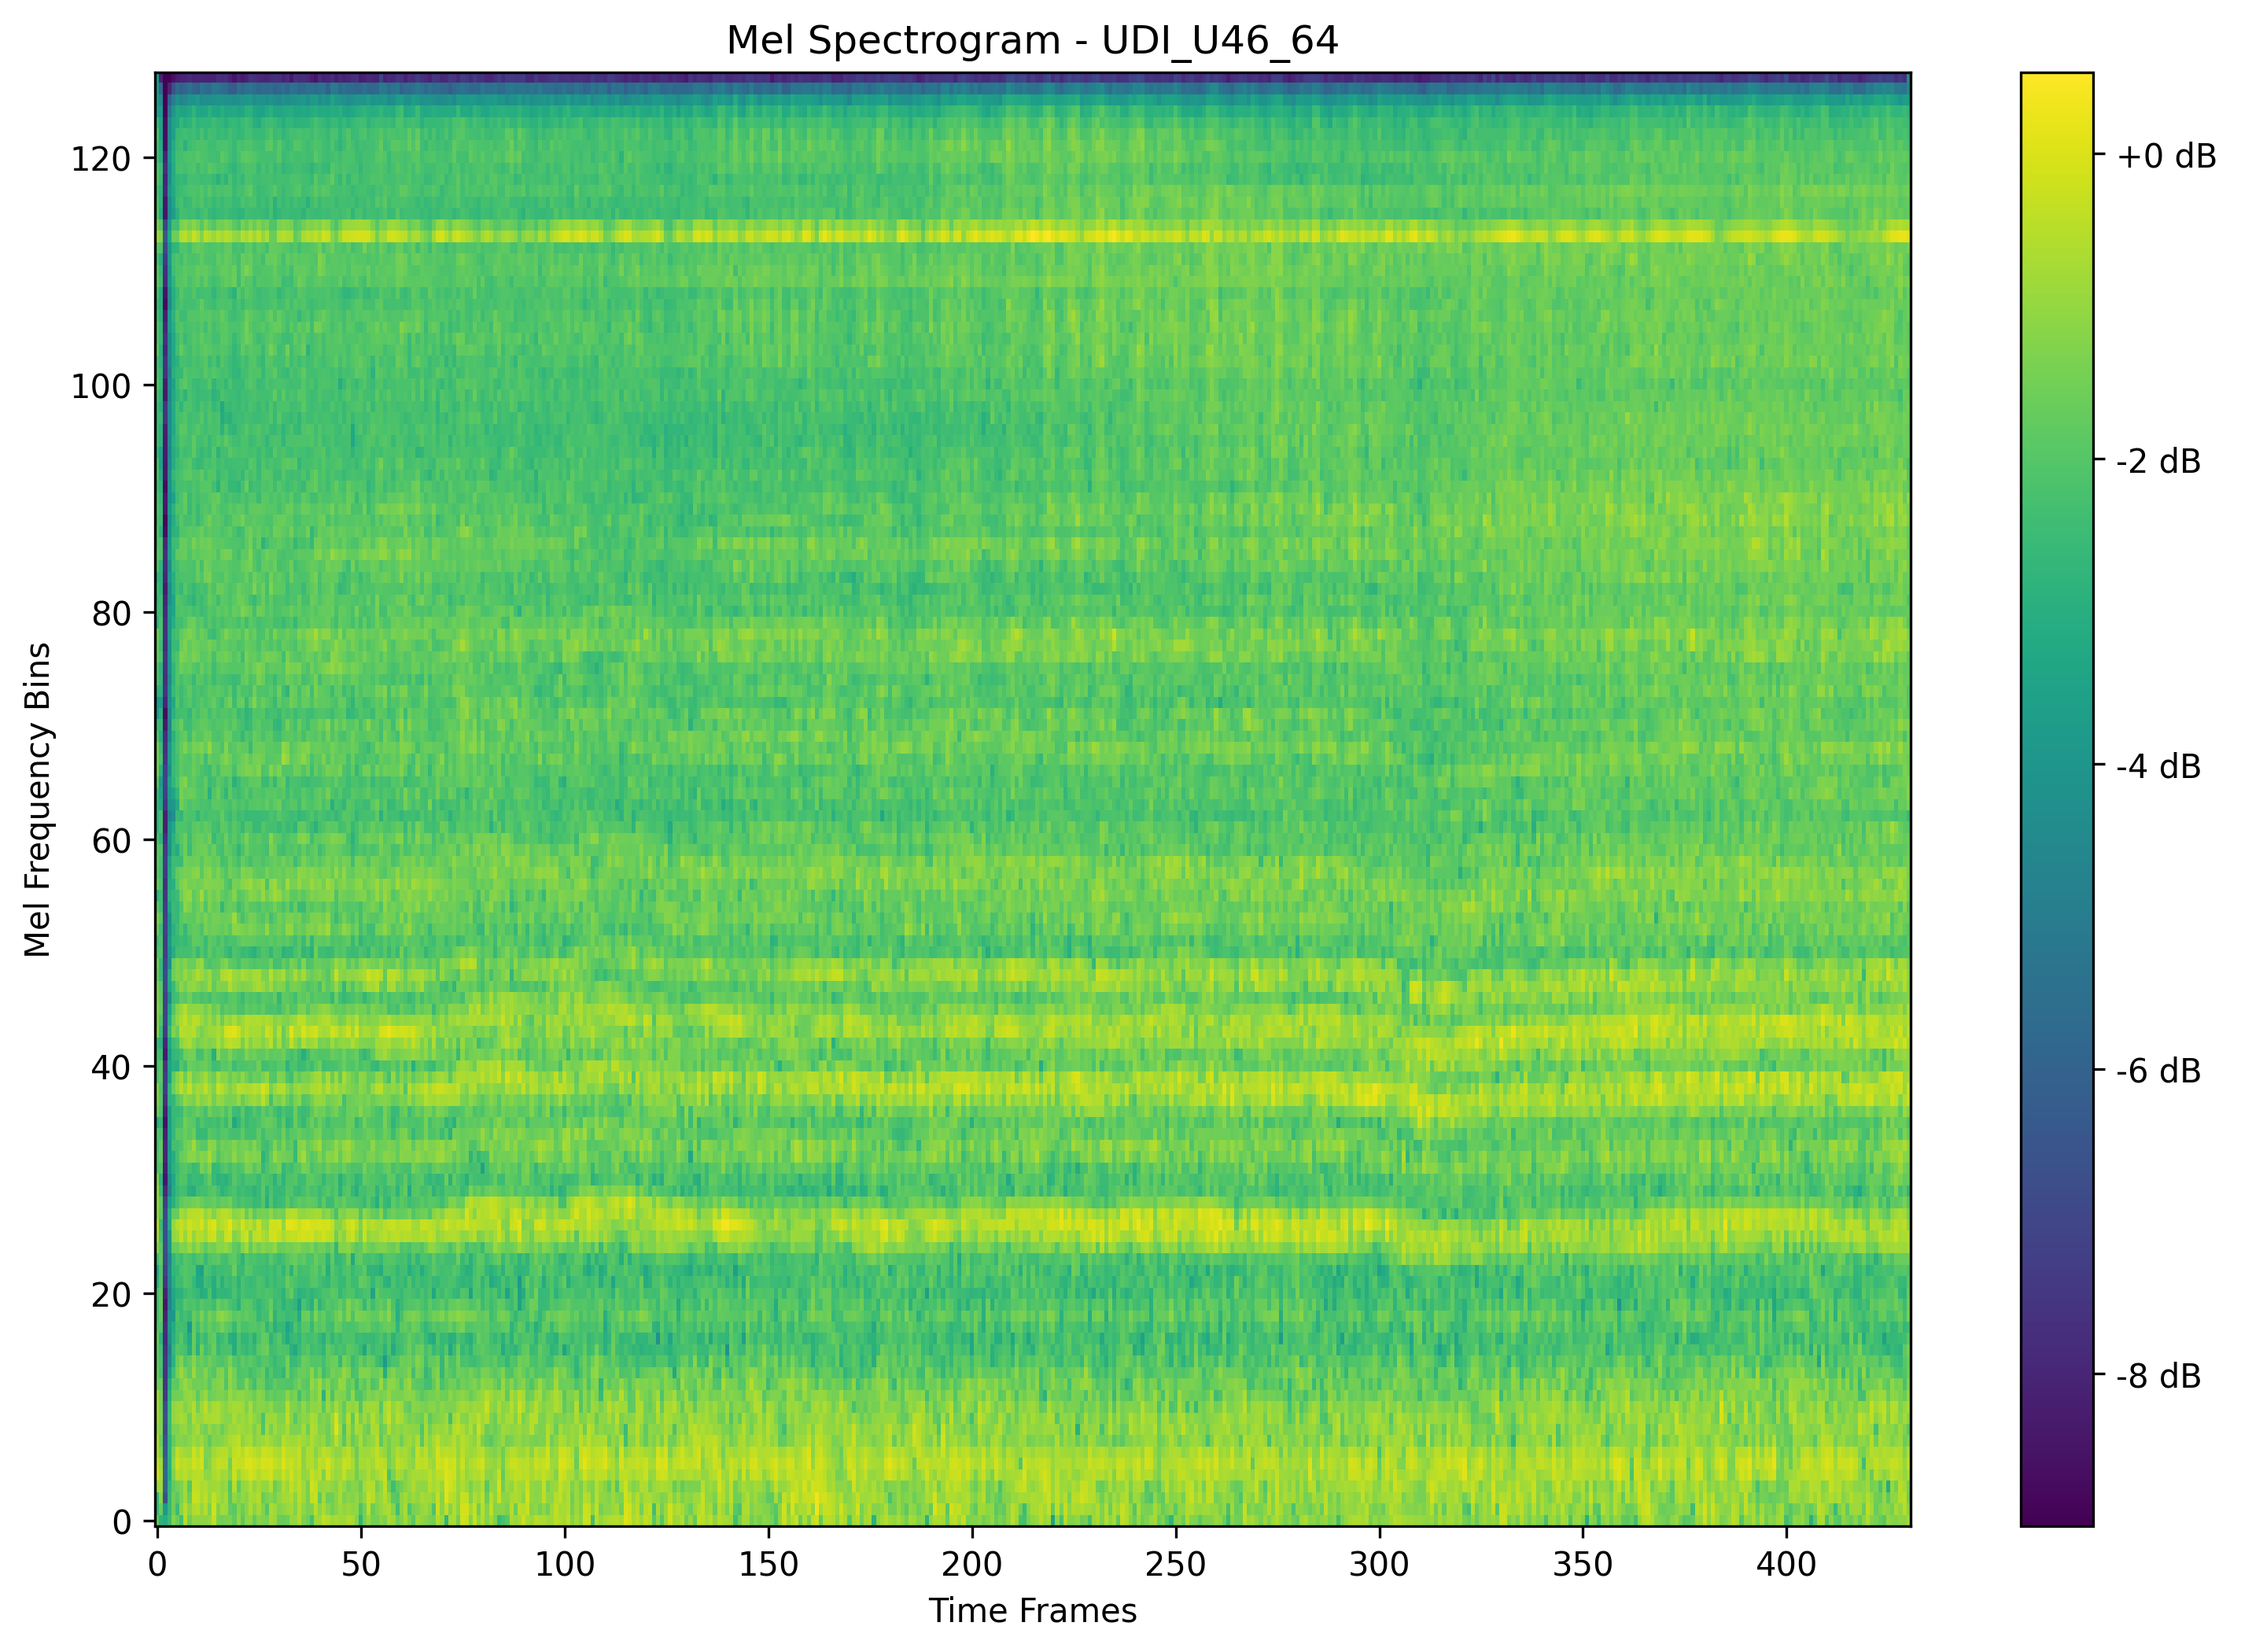 Mel Spectrogram - UDI_U46_64
Mel Frequency Bins
120
100
80
60
40
20
0
0 50 100 150 200 250 300 350 400
Time Frames
+0 dB
-2 dB
-4 dB
-6 dB
-8 dB